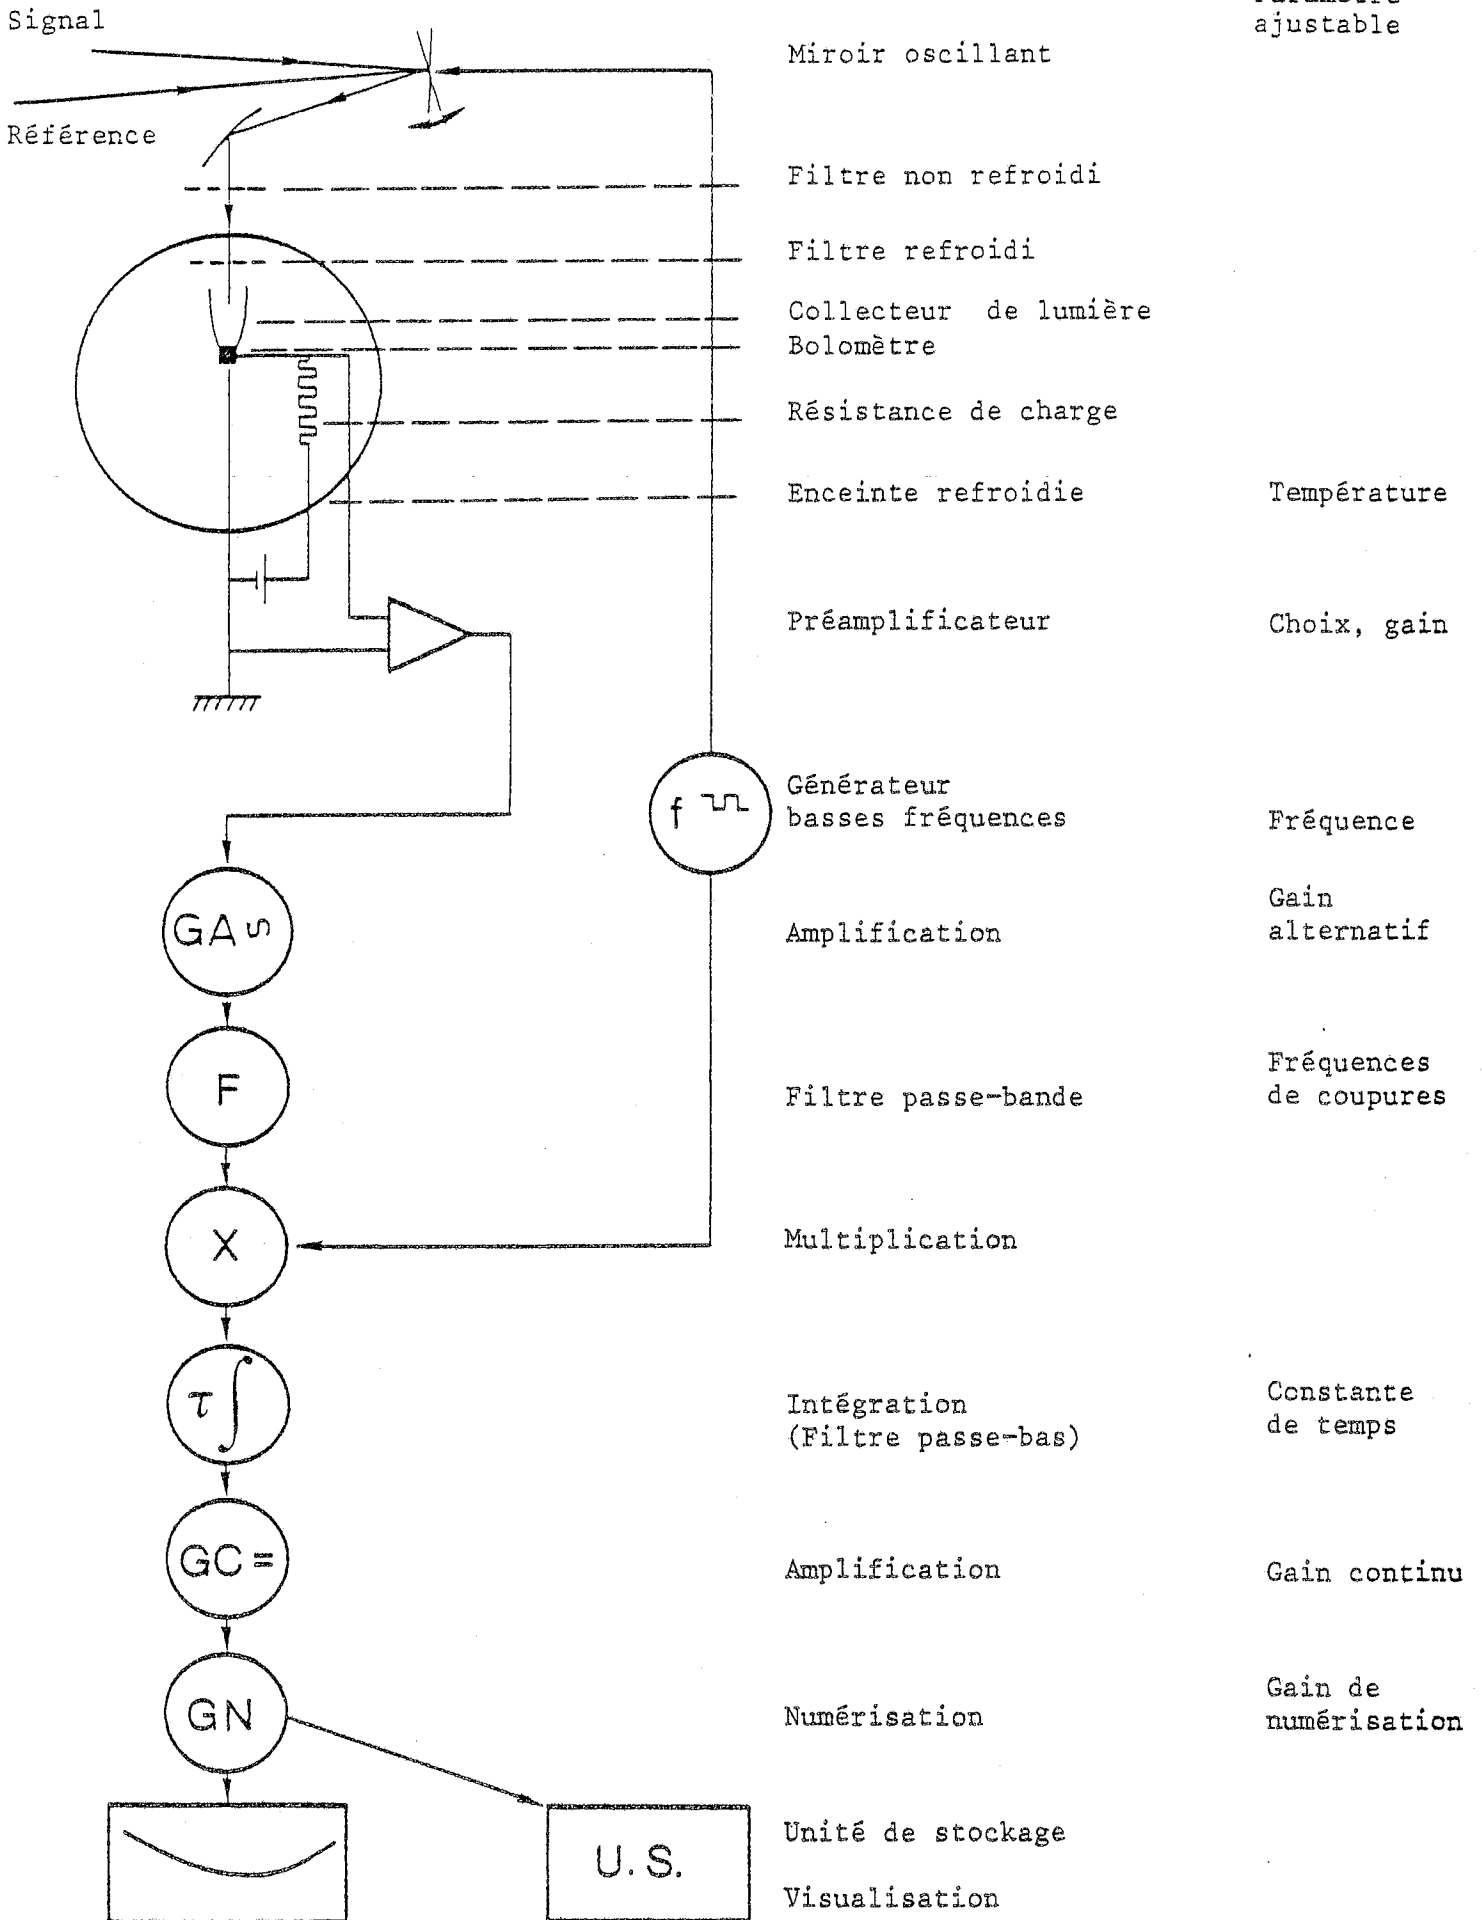 Signal
ajustable
Miroir oscillant
Référence
Filtre non refroidi
Filtre refroidi
Collecteur de lumière
Bolomètre
Résistance de charge
Enceinte refroidie
Température
Préamplificateur
Choix, gain
Générateur
basses fréquences
f
Fréquence
GA
Amplification
Gain
alternatif
F
Filtre passe-bande
Fréquences
de coupures
X
Multiplication
τ∫
Intégration
(Filtre passe-bas)
Constante
de temps
GC =
Amplification
Gain continu
GN
Numérisation
Gain de
numérisation
U.S.
Unité de stockage
Visualisation